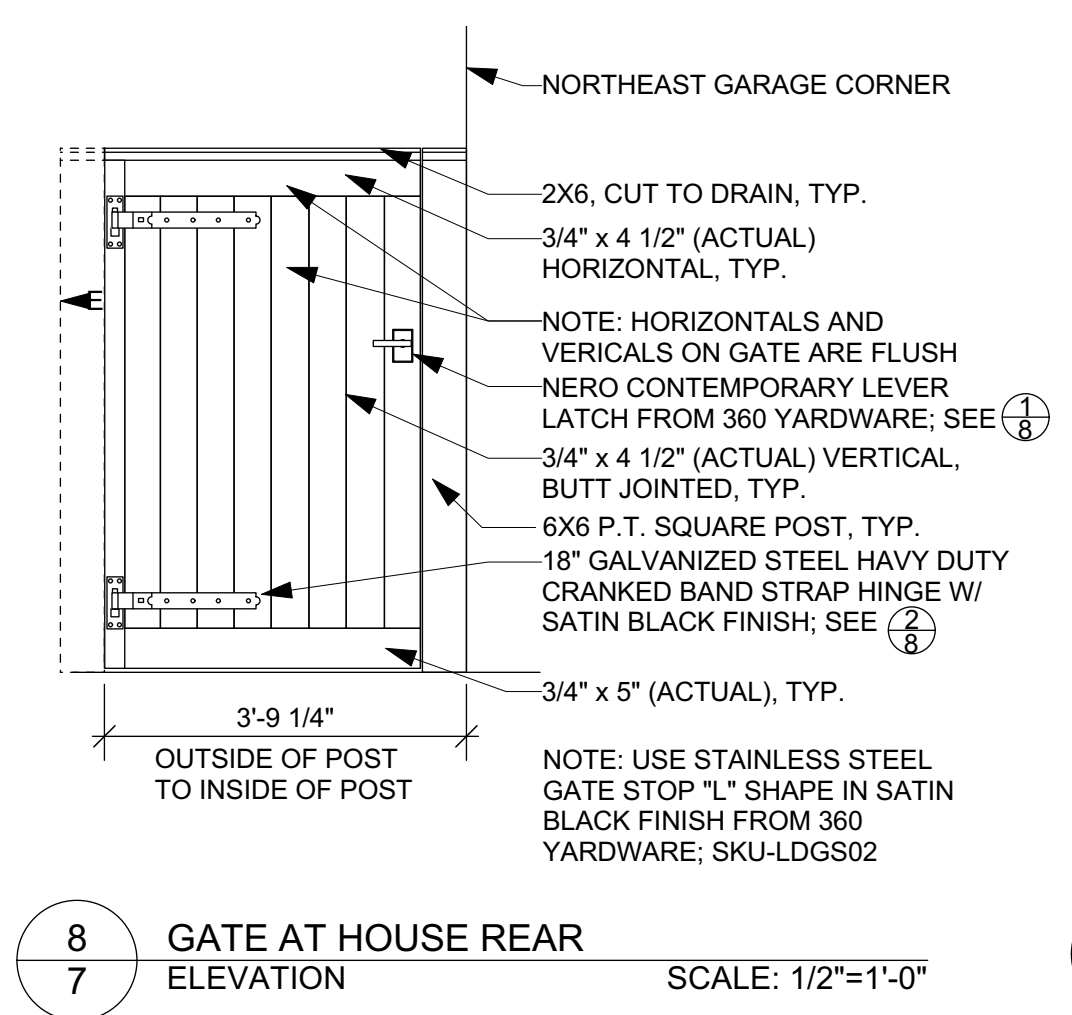 NORTHEAST GARAGE CORNER
2X6, CUT TO DRAIN, TYP.
3/4" x 4 1/2" (ACTUAL)
HORIZONTAL, TYP.
NOTE: HORIZONTALS AND
VERICALS ON GATE ARE FLUSH
NERO CONTEMPORARY LEVER
LATCH FROM 360 YARDWARE; SEE 1/8
3/4" x 4 1/2" (ACTUAL) VERTICAL,
BUTT JOINTED, TYP.
6X6 P.T. SQUARE POST, TYP.
18" GALVANIZED STEEL HAVY DUTY
CRANKED BAND STRAP HINGE W/
SATIN BLACK FINISH; SEE 2/8
3/4" x 5" (ACTUAL), TYP.
3'-9 1/4"
OUTSIDE OF POST
TO INSIDE OF POST
NOTE: USE STAINLESS STEEL
GATE STOP "L" SHAPE IN SATIN
BLACK FINISH FROM 360
YARDWARE; SKU-LDGS02
8
7
GATE AT HOUSE REAR
ELEVATION SCALE: 1/2"=1'-0"